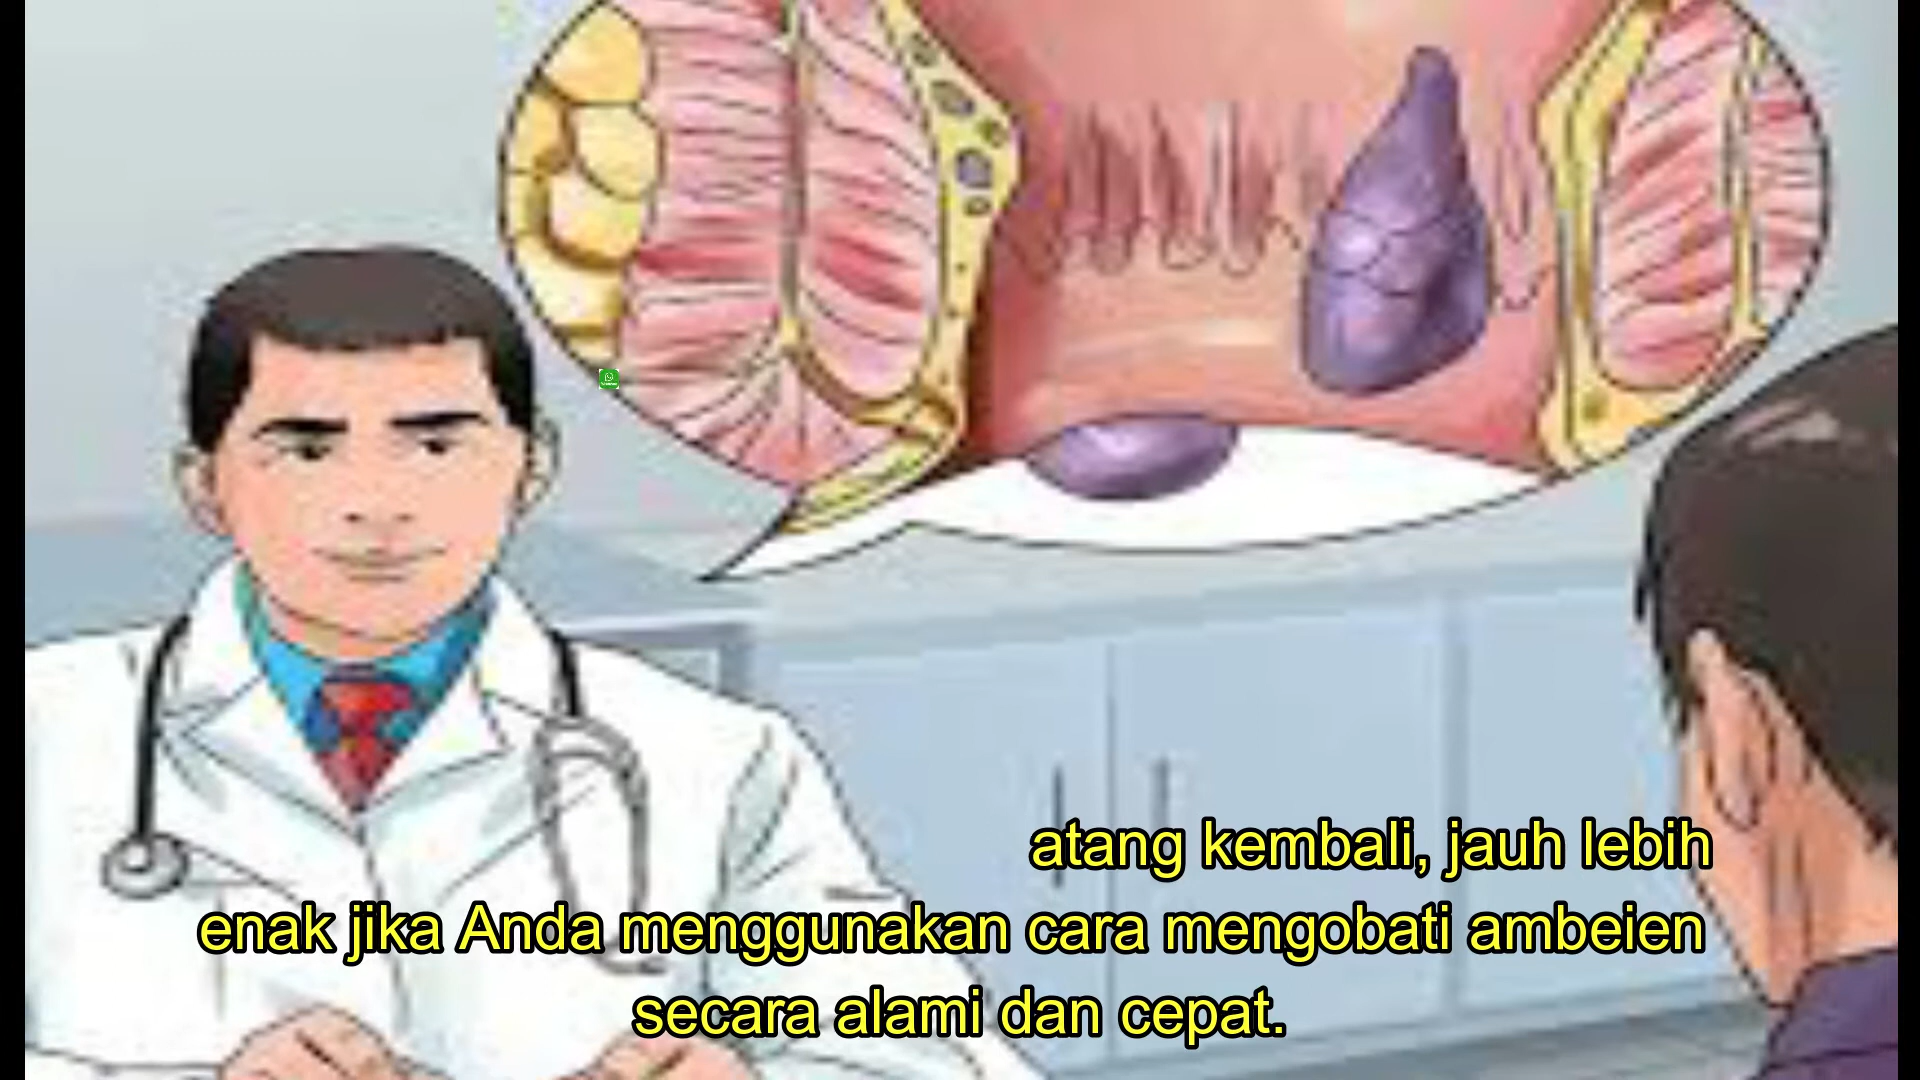 atang kembali, jauh lebih
enak jika Anda menggunakan cara mengobati ambeien
secara alami dan cepat.